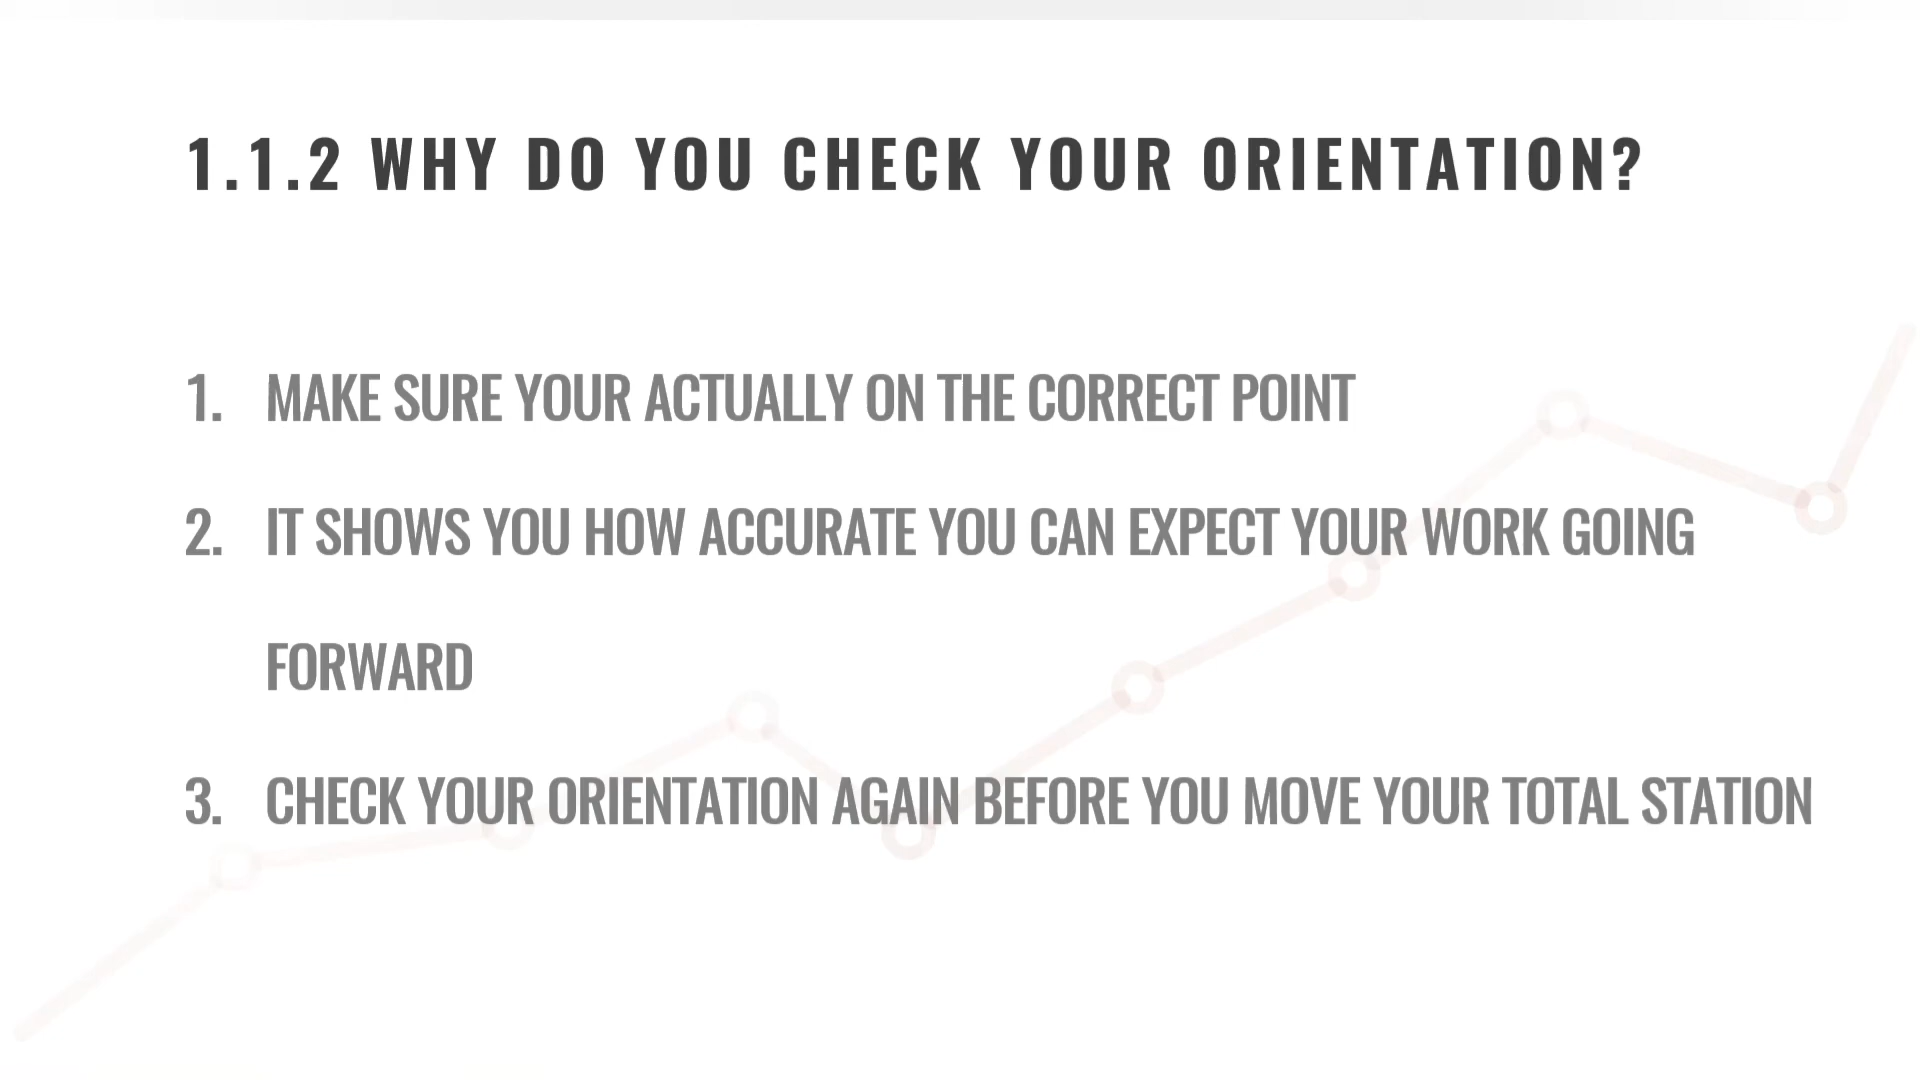 1.1.2 WHY DO YOU CHECK YOUR ORIENTATION?
1. MAKE SURE YOUR ACTUALLY ON THE CORRECT POINT
2. IT SHOWS YOU HOW ACCURATE YOU CAN EXPECT YOUR WORK GOING
FORWARD
3. CHECK YOUR ORIENTATION AGAIN BEFORE YOU MOVE YOUR TOTAL STATION